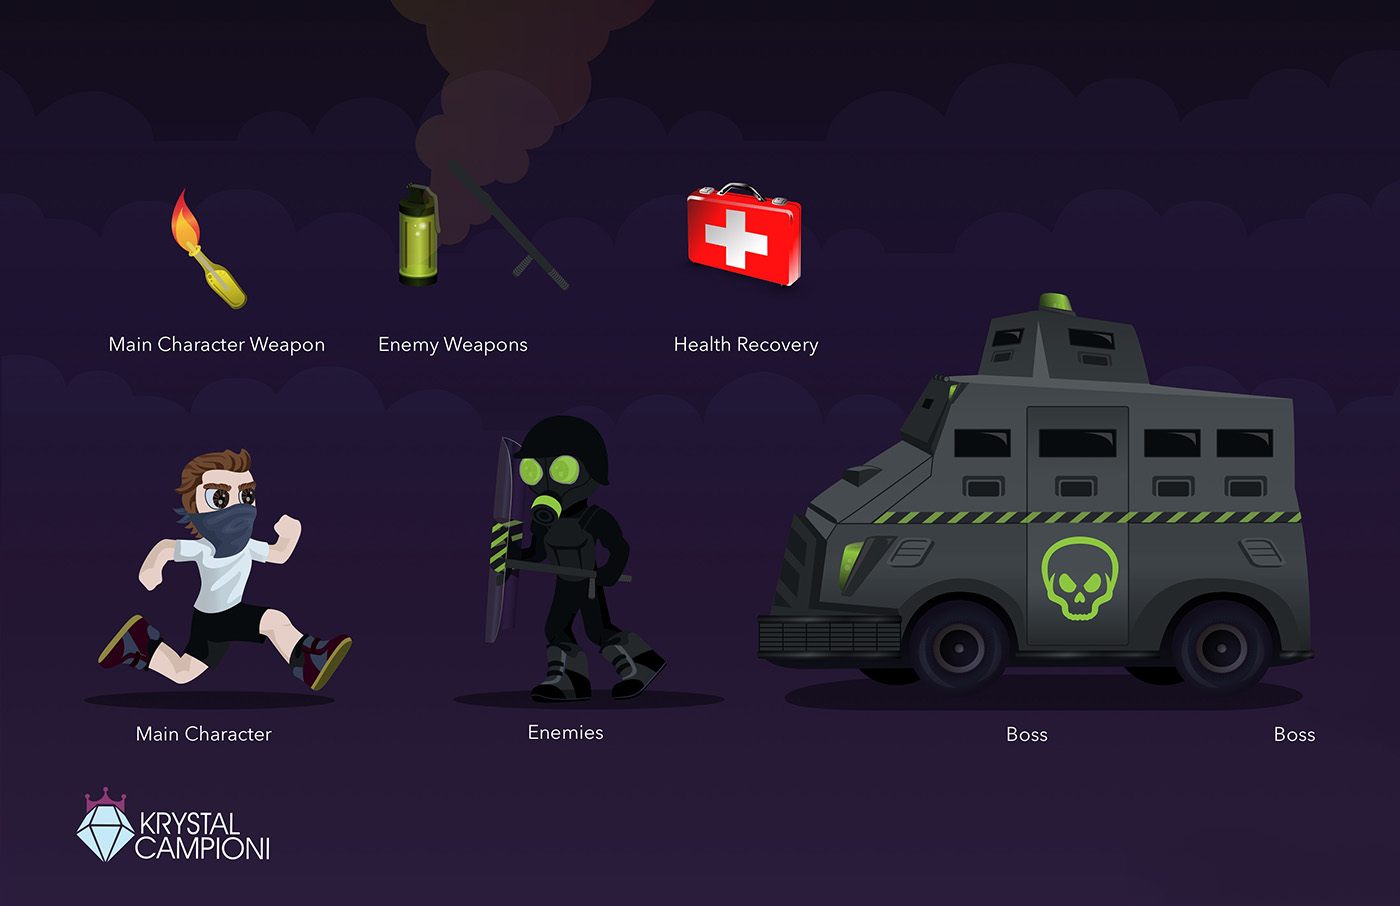 Main Character Weapon
Enemy Weapons
Health Recovery
Main Character
Enemies
Boss
Boss
KRYSTAL
CAMPIONI